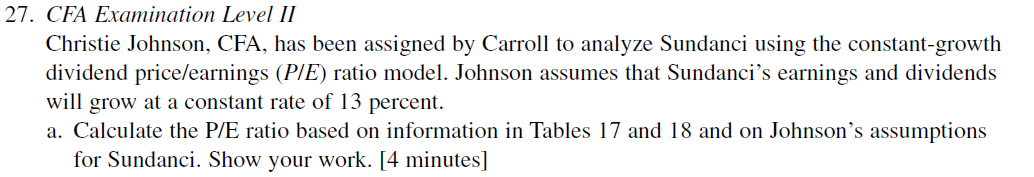 27. CFA Examination Level II
Christie Johnson, CFA, has been assigned by Carroll to analyze Sundanci using the constant-growth
dividend price/earnings (P/E) ratio model. Johnson assumes that Sundanci’s earnings and dividends
will grow at a constant rate of 13 percent.
a. Calculate the P/E ratio based on information in Tables 17 and 18 and on Johnson’s assumptions
for Sundanci. Show your work. [4 minutes]